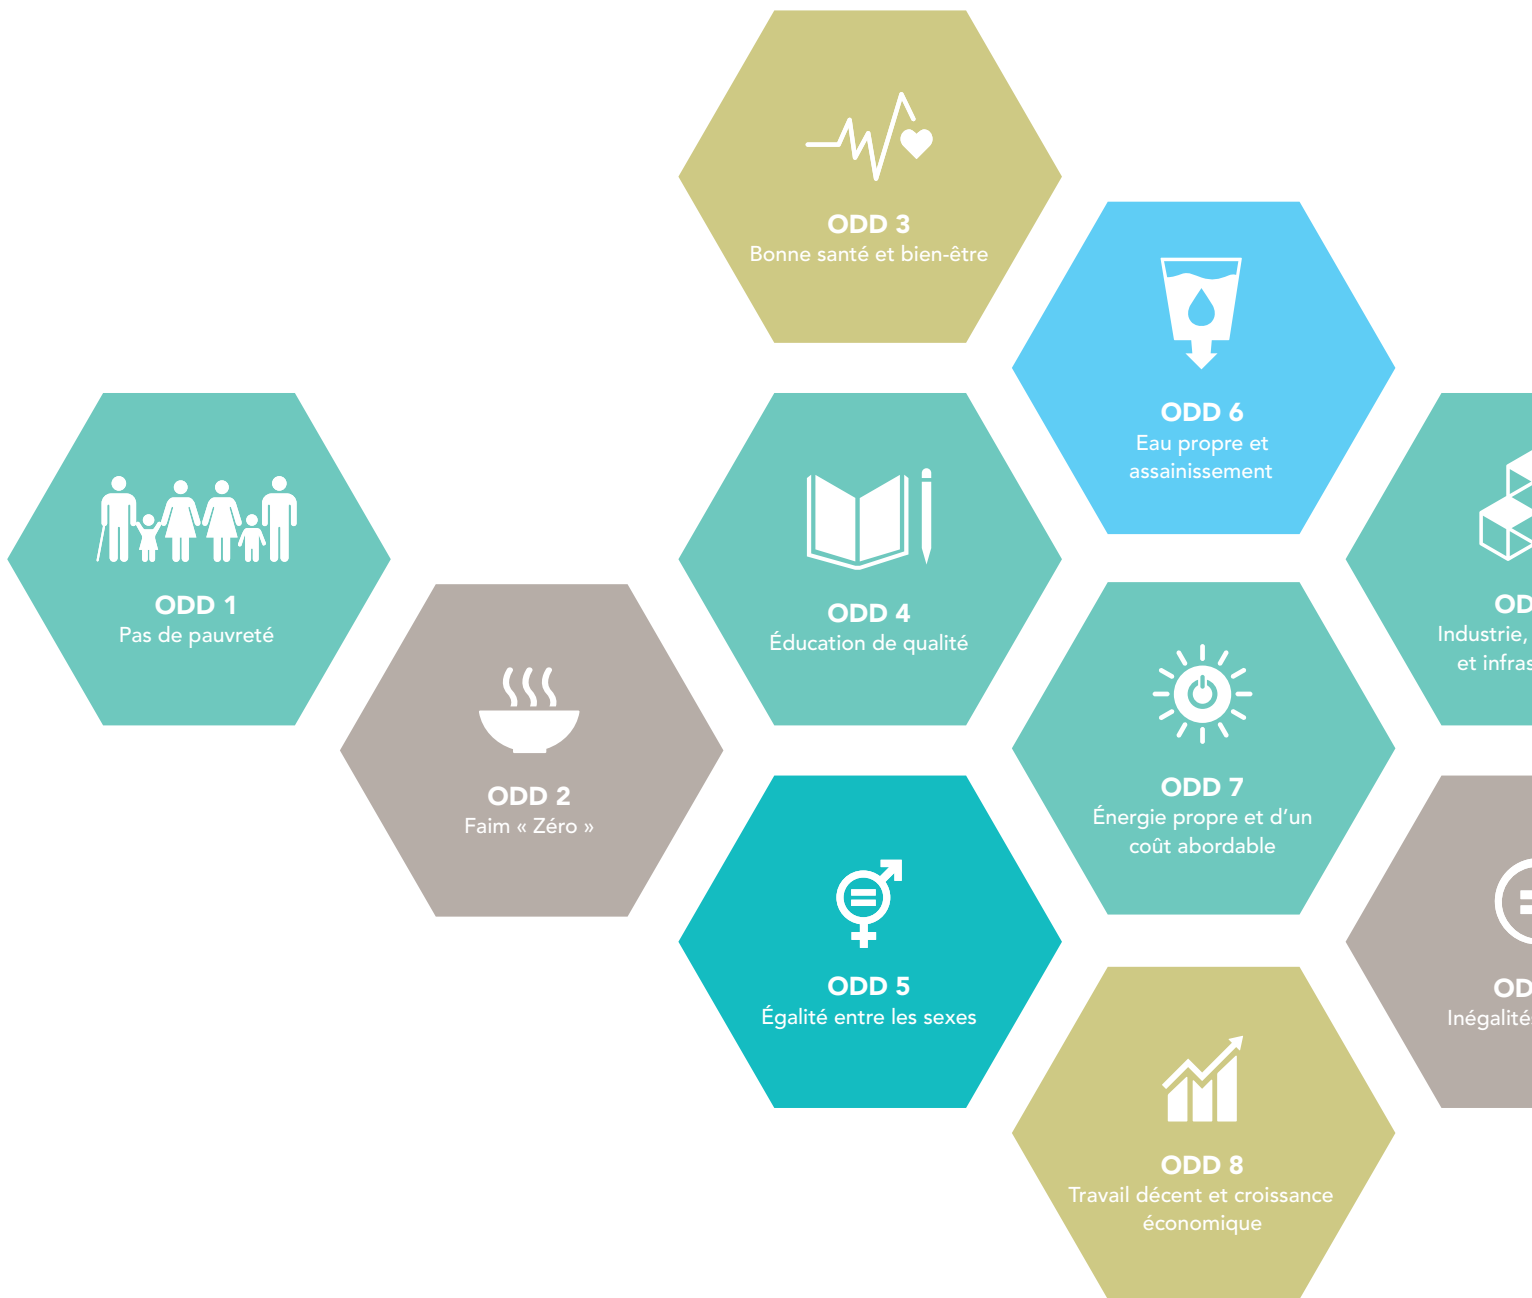 ODD 1
Pas de pauvreté
ODD 2
Faim « Zéro »
ODD 3
Bonne santé et bien-être
ODD 4
Éducation de qualité
ODD 5
Égalité entre les sexes
ODD 6
Eau propre et
assainissement
ODD 7
Énergie propre et d’un
coût abordable
ODD 8
Travail décent et croissance
économique
Industrie,
et